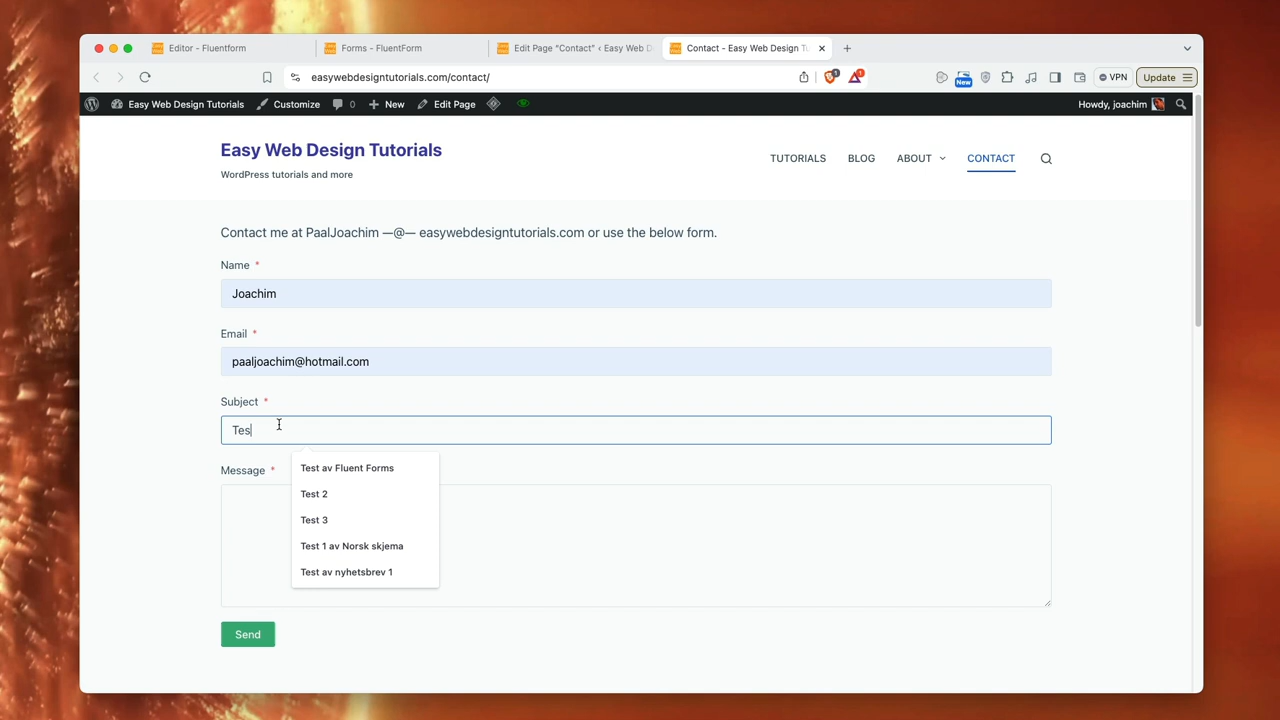 Editor - Fluentform
Forms - FluentForm
Edit Page "Contact" ‹ Easy Web D
Contact - Easy Web Design Tu
easywebdesigntutorials.com/contact/
1
1
New
VPN
Update
Easy Web Design Tutorials
Customize
0
New
Edit Page
Howdy, joachim
Easy Web Design Tutorials
WordPress tutorials and more
TUTORIALS
BLOG
ABOUT
CONTACT
Contact me at PaalJoachim —@— easywebdesigntutorials.com or use the below form.
Name *
Joachim
Email *
paaljoachim@hotmail.com
Subject *
Tes
Message *
Test av Fluent Forms
Test 2
Test 3
Test 1 av Norsk skjema
Test av nyhetsbrev 1
Send